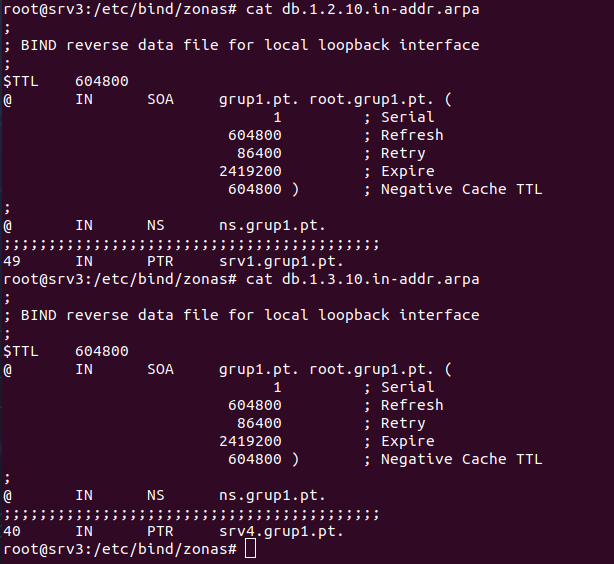 root@srv3:/etc/bind/zonas# cat db.1.2.10.in-addr.arpa
;
; BIND reverse data file for local loopback interface
;
$TTL    604800
@       IN      SOA     grup1.pt. root.grup1.pt. (
                              1         ; Serial
                         604800         ; Refresh
                          86400         ; Retry
                        2419200         ; Expire
                         604800 )       ; Negative Cache TTL
;
@       IN      NS      ns.grup1.pt.
;;;;;;;;;;;;;;;;;;;;;;;;;;;;;;;;;;;;;;;;;;
49      IN      PTR     srv1.grup1.pt.
root@srv3:/etc/bind/zonas# cat db.1.3.10.in-addr.arpa
;
; BIND reverse data file for local loopback interface
;
$TTL    604800
@       IN      SOA     grup1.pt. root.grup1.pt. (
                              1         ; Serial
                         604800         ; Refresh
                          86400         ; Retry
                        2419200         ; Expire
                         604800 )       ; Negative Cache TTL
;
@       IN      NS      ns.grup1.pt.
;;;;;;;;;;;;;;;;;;;;;;;;;;;;;;;;;;;;;;;;;;
40      IN      PTR     srv4.grup1.pt.
root@srv3:/etc/bind/zonas#